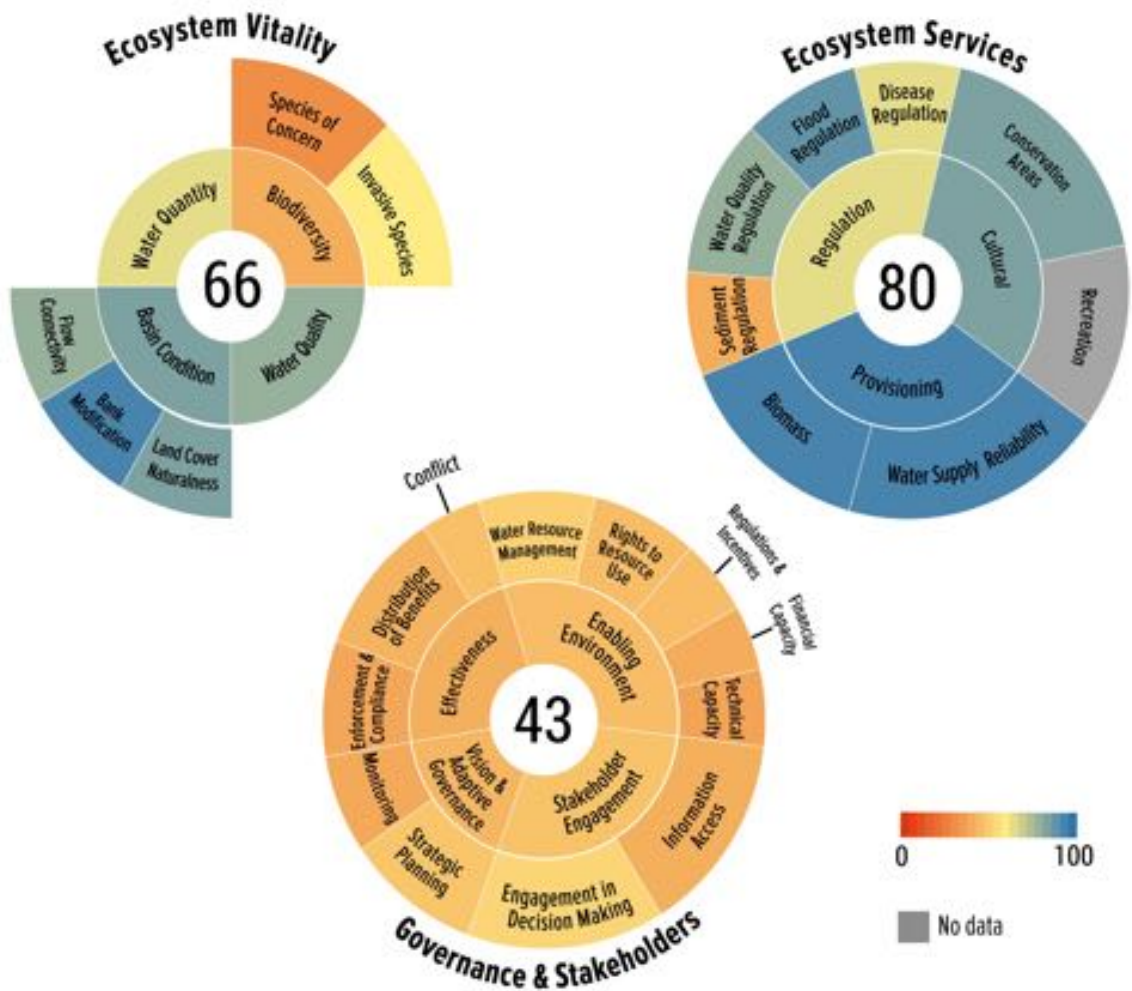 Ecosystem Vitality
Species of
Concern
Invasive Species
Biodiversity
Water Quantity
66
Water Quality
Basin Condition
Flow
Connectivity
Bank
Modification
Land Cover
Naturalness
Ecosystem Services
Disease
Regulation
Flood
Regulation
Conservation
Areas
Water Quality
Regulation
Regulation
Cultural
80
Sediment
Regulation
Recreation
Provisioning
Biomass
Water Supply Reliability
Conflict
Water Resource
Management
Rights to
Resource
Use
Regulations &
Incentives
Financial
Capacity
Distribution
of Benefits
Effectiveness
Enabling
Environment
Technical
Capacity
Enforcement &
Compliance
43
Monitoring
Vision &
Adaptive
Governance
Stakeholder
Engagement
Information
Access
Strategic
Planning
Engagement in
Decision Making
Governance & Stakeholders
0 100
No data